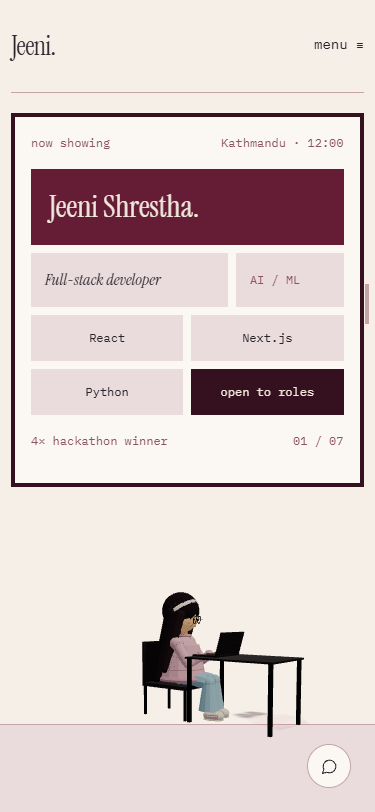 Jeeni.
menu ≡
now showing
Kathmandu · 12:00
Jeeni Shrestha.
Full-stack developer
AI / ML
React
Next.js
Python
open to roles
4× hackathon winner
01 / 07